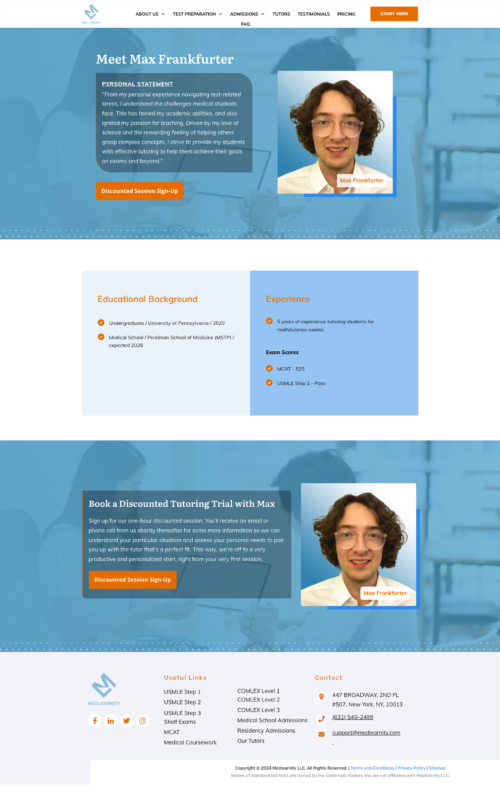 ABOUT US
TEST PREPARATION
ADMISSIONS
TUTORS
TESTIMONIALS
PRICING
FAQ
START HERE
MED LEARNITY
Meet Max Frankfurter
PERSONAL STATEMENT
"From my personal experience navigating test-related
stress, I understand the challenges medical students
face. This has honed my academic abilities, and also
ignited my passion for teaching. Driven by my love of
science and the rewarding feeling of helping others
grasp complex concepts, I strive to provide my students
with effective tutoring to help them achieve their goals
on exams and beyond."
Discounted Session Sign-Up
Max Frankfurter
Educational Background
Undergraduate / University of Pennsylvania / 2020
Medical School / Perelman School of Medicine (MSTP) /
expected 2028
Experience
5 years of experience tutoring students for
math/science exams
Exam Scores
MCAT - 525
USMLE Step 1 - Pass
Book a Discounted Tutoring Trial with Max
Sign up for our one-hour discounted session. You'll receive an email or
phone call from us shortly thereafter for some more information so we can
understand your particular situation and assess your personal needs to pair
you up with the tutor that's a perfect fit. This way, we're off to a very
productive and personalized start, right from your very first session.
Discounted Session Sign-Up
Max Frankfurter
MED LEARNITY
Useful Links
USMLE Step 1
USMLE Step 2
USMLE Step 3
Shelf Exams
MCAT
Medical Coursework
COMLEX Level 1
COMLEX Level 2
COMLEX Level 3
Medical School Admissions
Residency Admissions
Our Tutors
Contact
447 BROADWAY, 2ND FL
#507, New York, NY, 10013
(631) 540-2499
support@medlearnity.com
Copyright © 2024 Medlearnity LLC. All Rights Reserved. | Terms and Conditions | Privacy Policy | Sitemap
Names of standardized tests are owned by the trademark holders and are not affiliated with Medlearnity LLC.